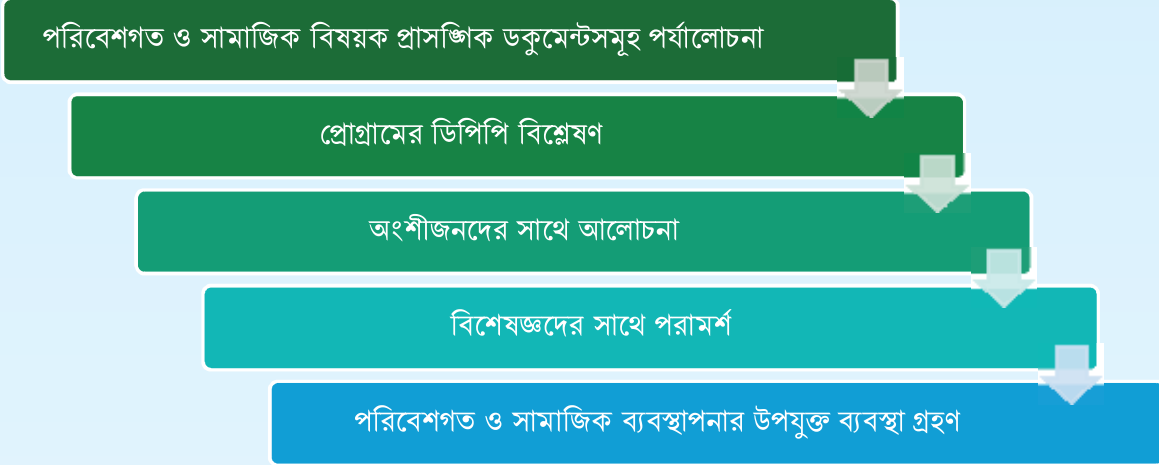 পরিবেশগত ও সামাজিক বিষয়ক প্রাসঙ্গিক ডকুমেন্টসমূহ পর্যালোচনা
প্রোগ্রামের ডিপিপি বিশ্লেষণ
অংশীজনদের সাথে আলোচনা
বিশেষজ্ঞদের সাথে পরামর্শ
পরিবেশগত ও সামাজিক ব্যবস্থাপনার উপযুক্ত ব্যবস্থা গ্রহণ